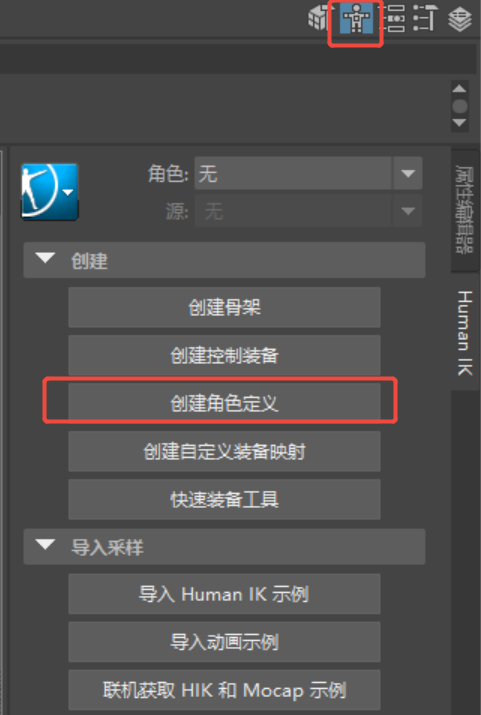 角色: 无
源: 无
属性编辑器
创建
Human IK
创建骨架
创建控制装备
创建角色定义
创建自定义装备映射
快速装备工具
导入采样
导入 Human IK 示例
导入动画示例
联机获取 HIK 和 Mocap 示例